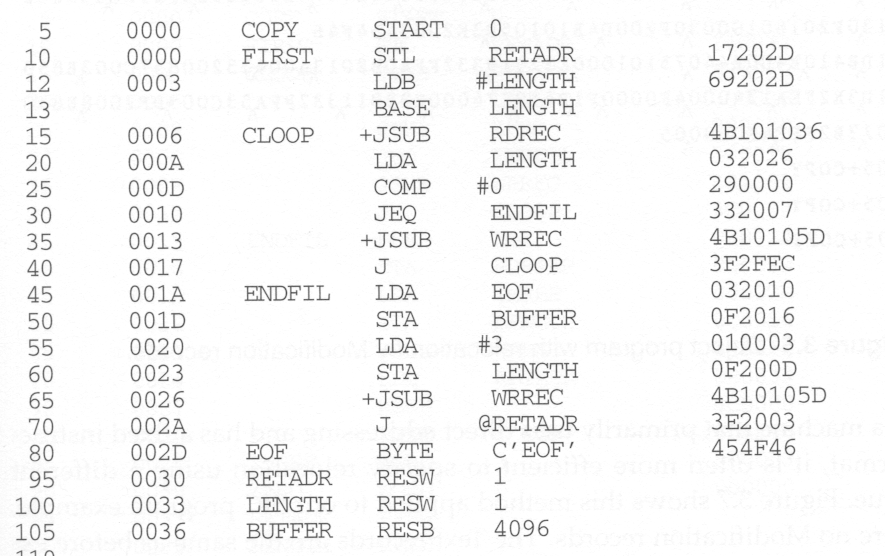 5 0000 COPY START 0
10 0000 FIRST STL RETADR 17202D
12 0003 LDB #LENGTH 69202D
13 BASE LENGTH
15 0006 CLOOP +JSUB RDREC 4B101036
20 000A LDA LENGTH 032026
25 000D COMP #0 290000
30 0010 JEQ ENDFIL 332007
35 0013 +JSUB WRREC 4B10105D
40 0017 J CLOOP 3F2FEC
45 001A ENDFIL LDA EOF 032010
50 001D STA BUFFER 0F2016
55 0020 LDA #3 010003
60 0023 STA LENGTH 0F200D
65 0026 +JSUB WRREC 4B10105D
70 002A J @RETADR 3E2003
80 002D EOF BYTE C'EOF' 454F46
95 0030 RETADR RESW 1
100 0033 LENGTH RESW 1
105 0036 BUFFER RESB 4096